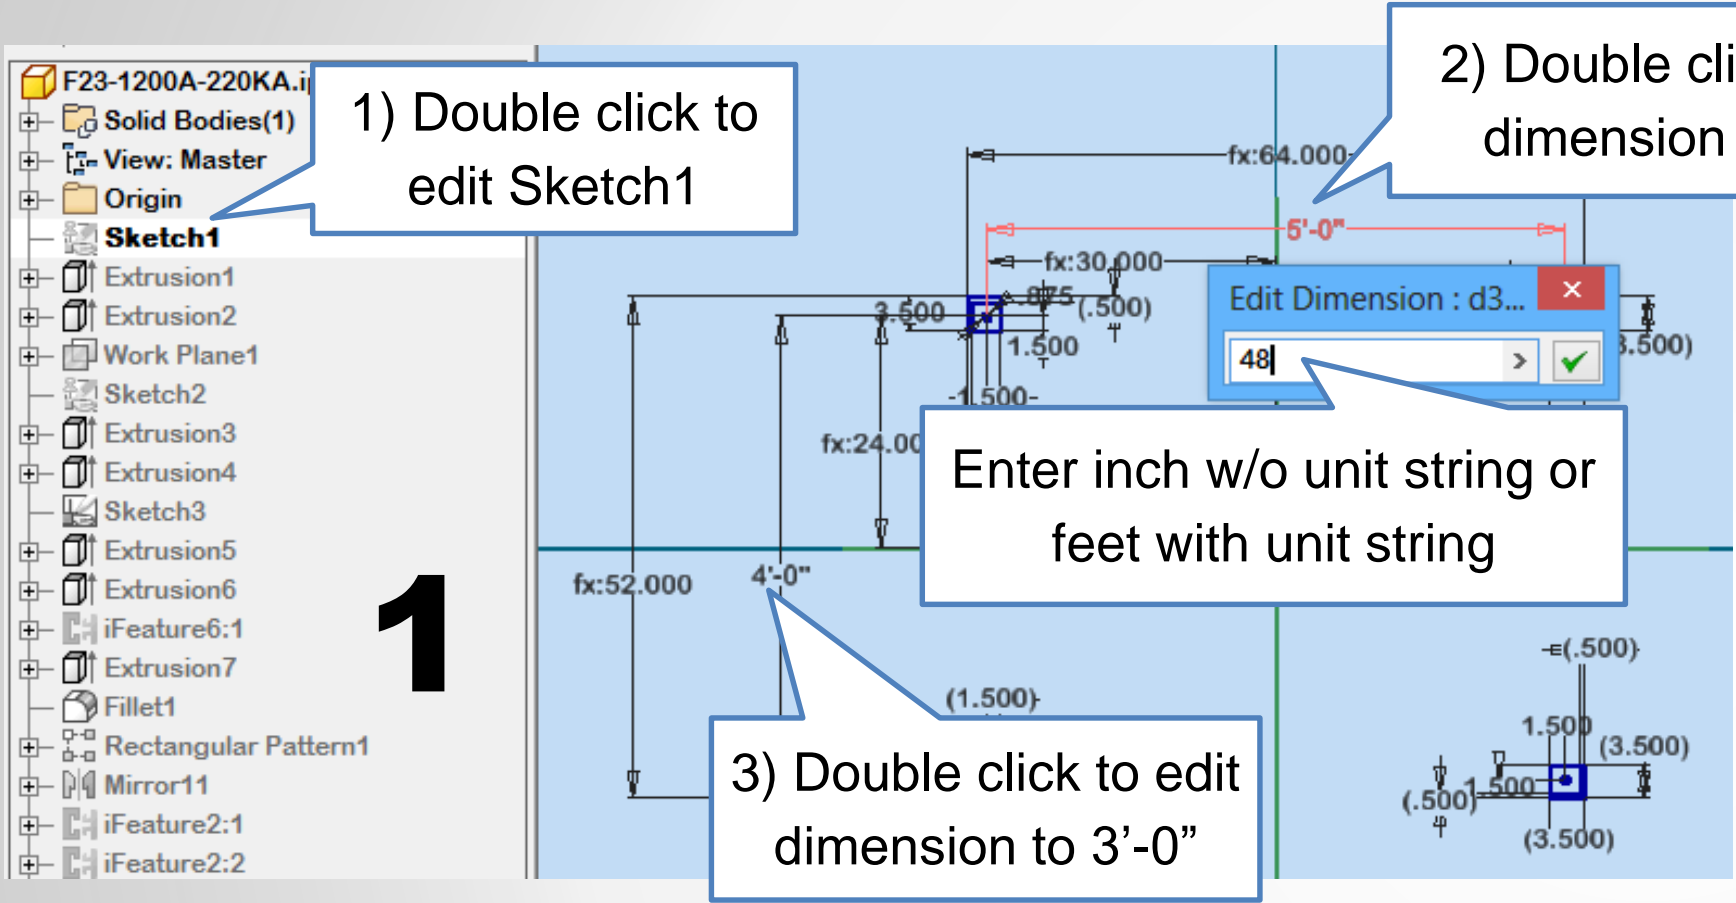 F23-1200A-220KA.i
Solid Bodies(1)
View: Master
Origin
Sketch1
Extrusion1
Extrusion2
Work Plane1
Sketch2
Extrusion3
Extrusion4
Sketch3
Extrusion5
Extrusion6
iFeature6:1
Extrusion7
Fillet1
Rectangular Pattern1
Mirror11
iFeature2:1
iFeature2:2
1
1) Double click to
edit Sketch1
2) Double cli
dimension
fx:64.000
5'-0"
fx:30.000
3.500
.875
(.500)
1.500
-1.500-
fx:24.00
fx:52.000
4'-0"
Edit Dimension : d3...
48
3.500)
Enter inch w/o unit string or
feet with unit string
(1.500)
3) Double click to edit
dimension to 3’-0”
(.500)
1.500
(3.500)
1.500
(.500)
(3.500)